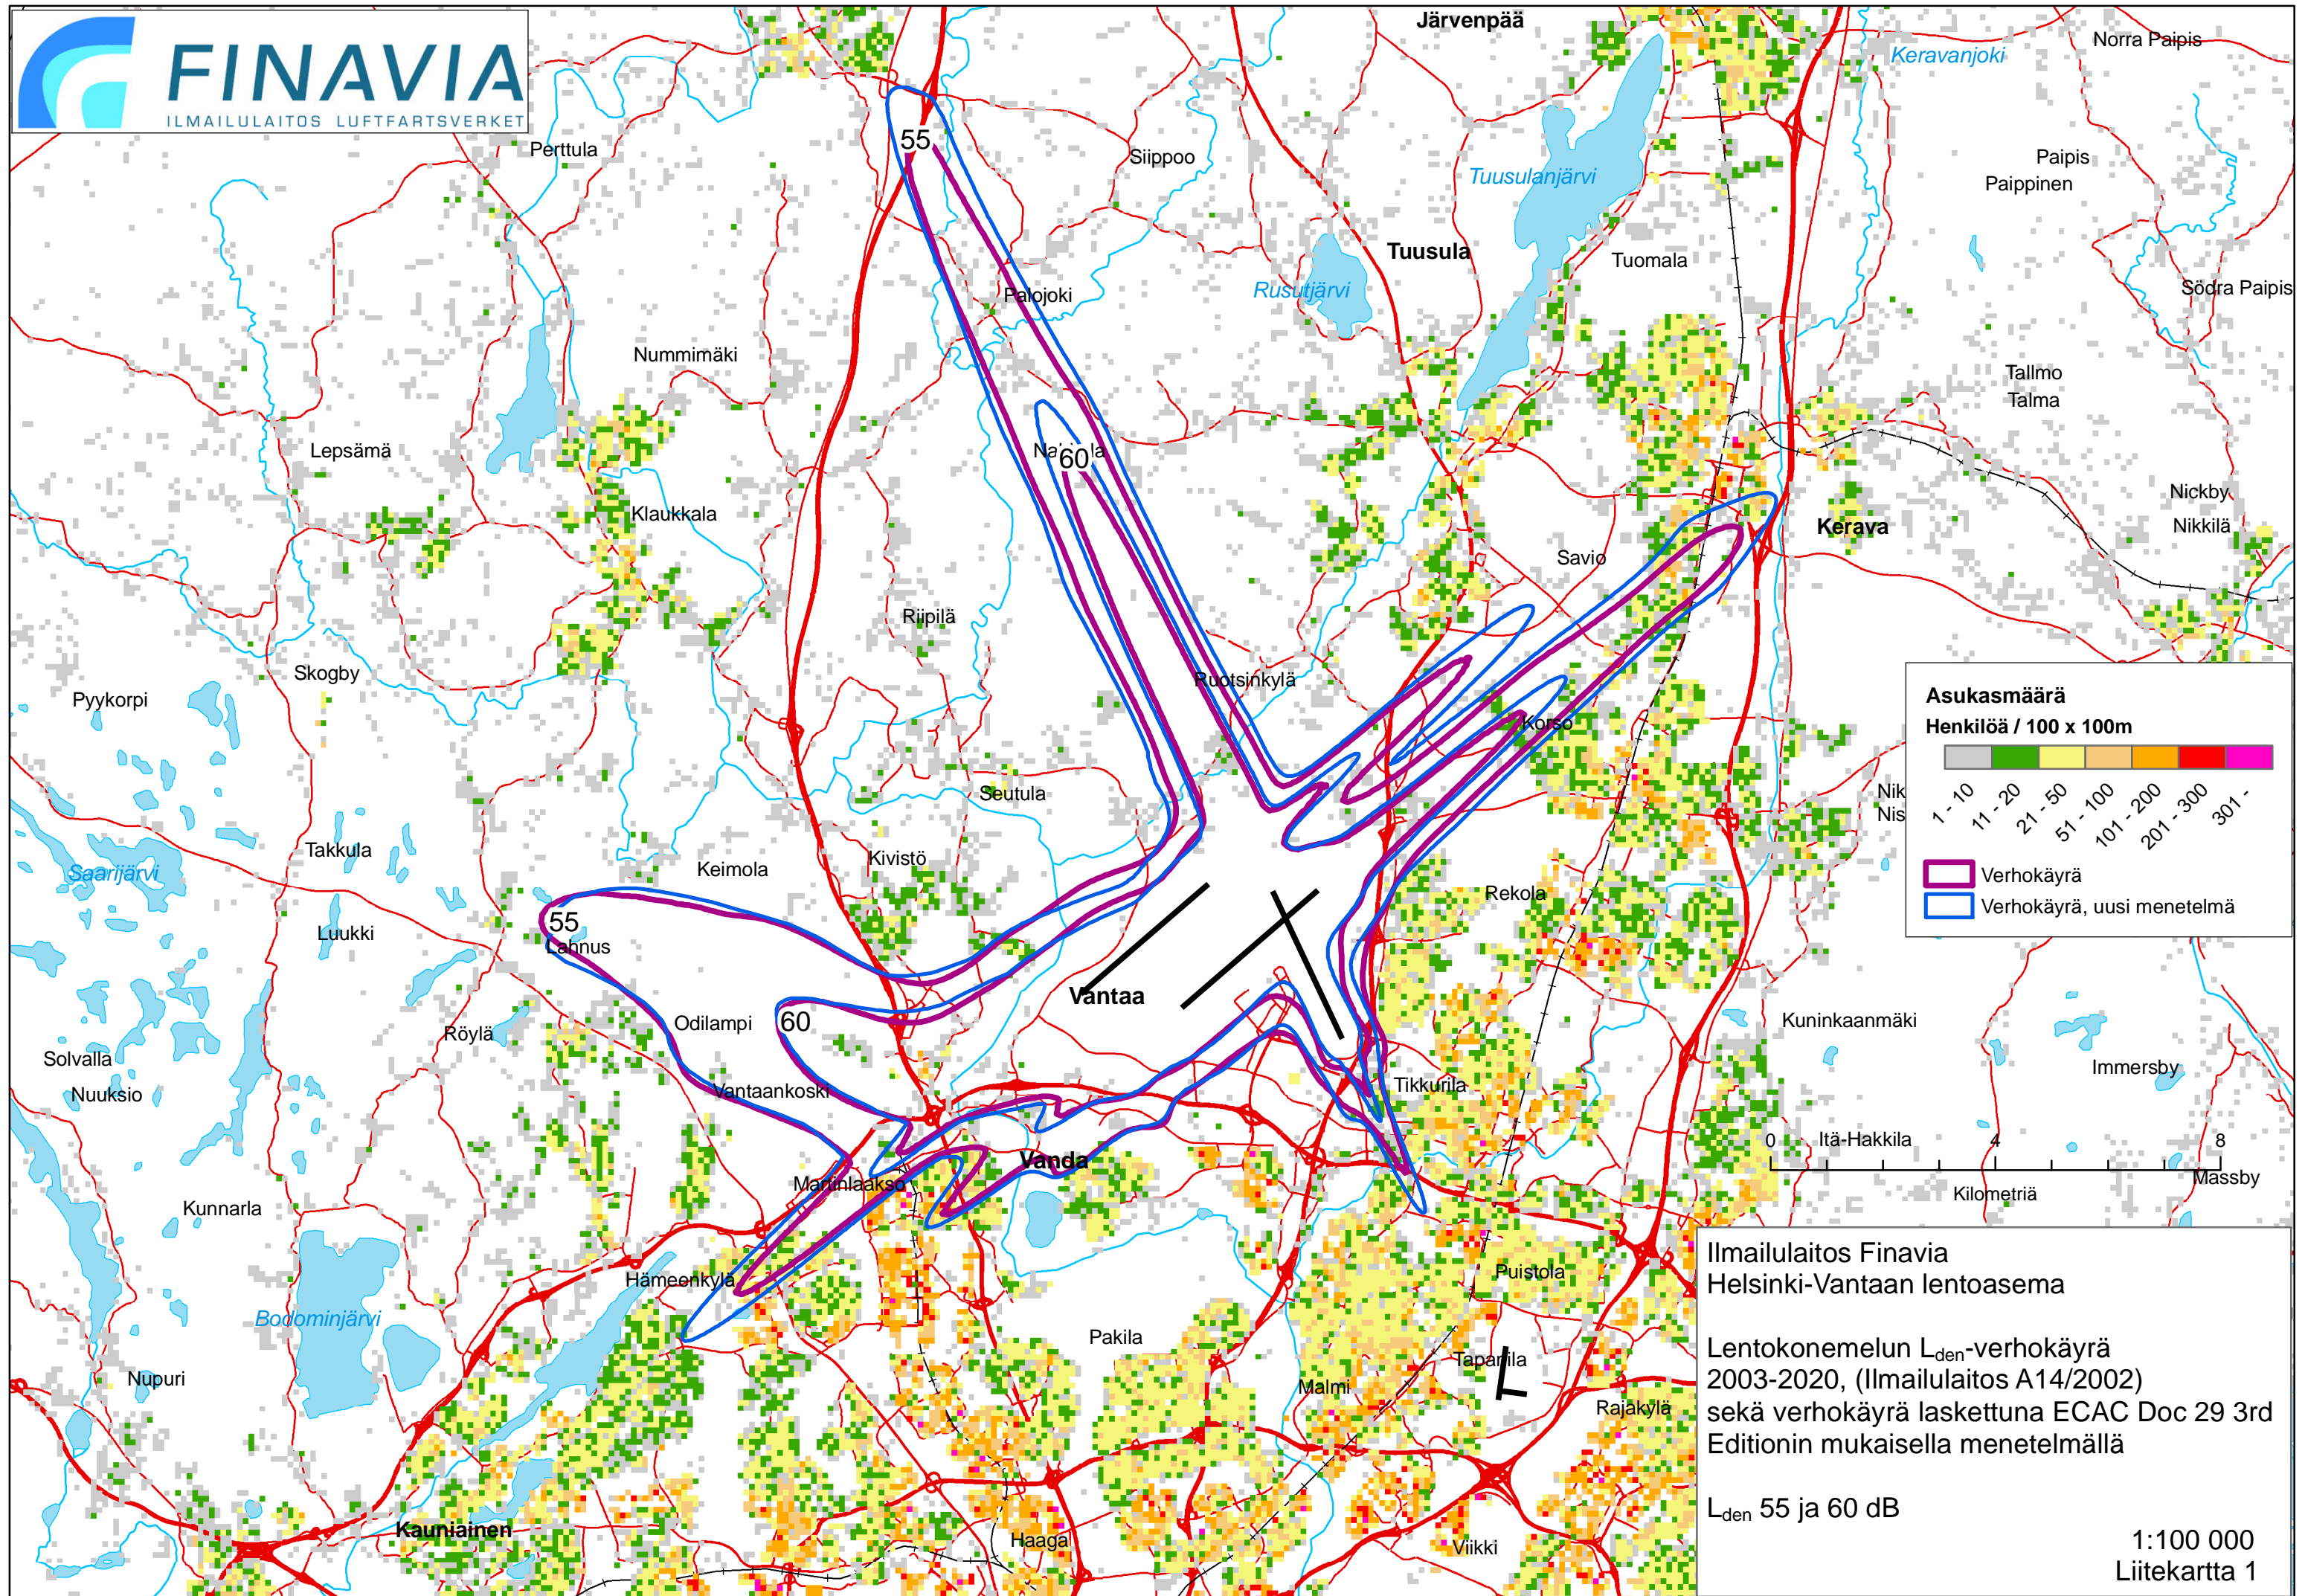 FINAVIA
ILMAILULAITOS LUFTFARTSVERKET
Järvenpää
Keravanjoki
Norra Paipis
55
Perttula
Siippoo
Tuusulanjärvi
Paipis
Paippinen
Tuusula
Tuomala
Rusutjärvi
Palojoki
Södra Paipis
Nummimäki
Tallmo
Talma
Lepsämä
60
Klaukkala
Nickby
Nikkilä
Kerava
Savio
Riipilä
Skogby
Ruotsinkylä
Pyykorpi
Korso
Seutula
Takkula
Keimola
Kivistö
Saarijärvi
Rekola
55
Lahnus
Luukki
Vantaa
Odilampi
60
Röylä
Kuninkaanmäki
Solvalla
Nuuksio
Vantaankoski
Tikkurila
Immersby
Vanda
Martinlaakso
Kunnarla
Hämeenkylä
Puistola
Bodominjärvi
Pakila
Tapanila
Malmi
Nupuri
Rajakylä
Kauniainen
Haaga
Viikki
Asukasmäärä
Henkilöä / 100 x 100m
1 - 10
11 - 20
21 - 50
51 - 100
101 - 200
201 - 300
301 -
Nik
Nis
Verhokäyrä
Verhokäyrä, uusi menetelmä
0
Itä-Hakkila
4
8
Kilometriä
Massby
Ilmailulaitos Finavia
Helsinki-Vantaan lentoasema
Lentokonemelun Lden-verhokäyrä
2003-2020, (Ilmailulaitos A14/2002)
sekä verhokäyrä laskettuna ECAC Doc 29 3rd
Editionin mukaisella menetelmällä
Lden 55 ja 60 dB
1:100 000
Liitekartta 1